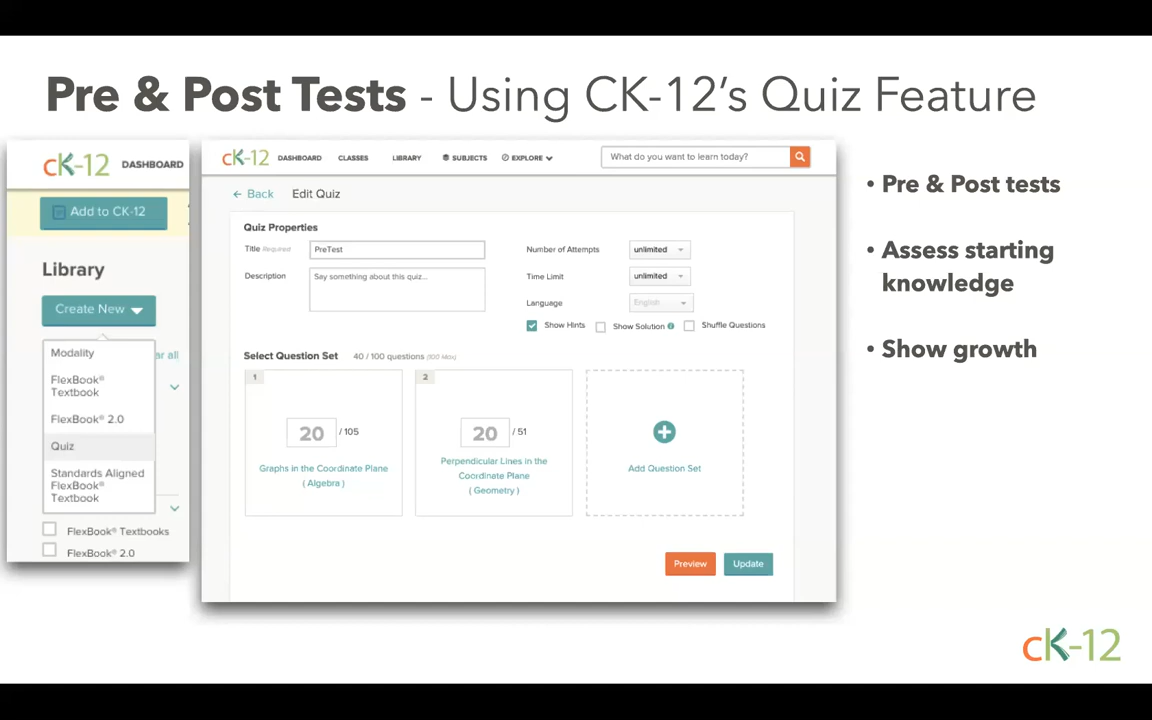 Pre & Post Tests - Using CK-12's Quiz Feature
cK-12 DASHBOARD
Add to CK-12
Library
Create New
Modality
ar all
FlexBook® Textbook
FlexBook® 2.0
Quiz
Standards Aligned
FlexBook®
Textbook
FlexBook® Textbooks
FlexBook® 2.0
cK-12 DASHBOARD CLASSES LIBRARY SUBJECTS EXPLORE What do you want to learn today?
← Back Edit Quiz
Quiz Properties
Title Required PreTest Number of Attempts unlimited
Description Say something about this quiz... Time Limit unlimited
Language English
Show Hints Show Solution Shuffle Questions
Select Question Set 40 / 100 questions (100 Max)
1
20 / 105
Graphs in the Coordinate Plane
( Algebra )
2
20 / 51
Perpendicular Lines in the
Coordinate Plane
( Geometry )
Add Question Set
Preview Update
• Pre & Post tests
• Assess starting
knowledge
• Show growth
cK-12